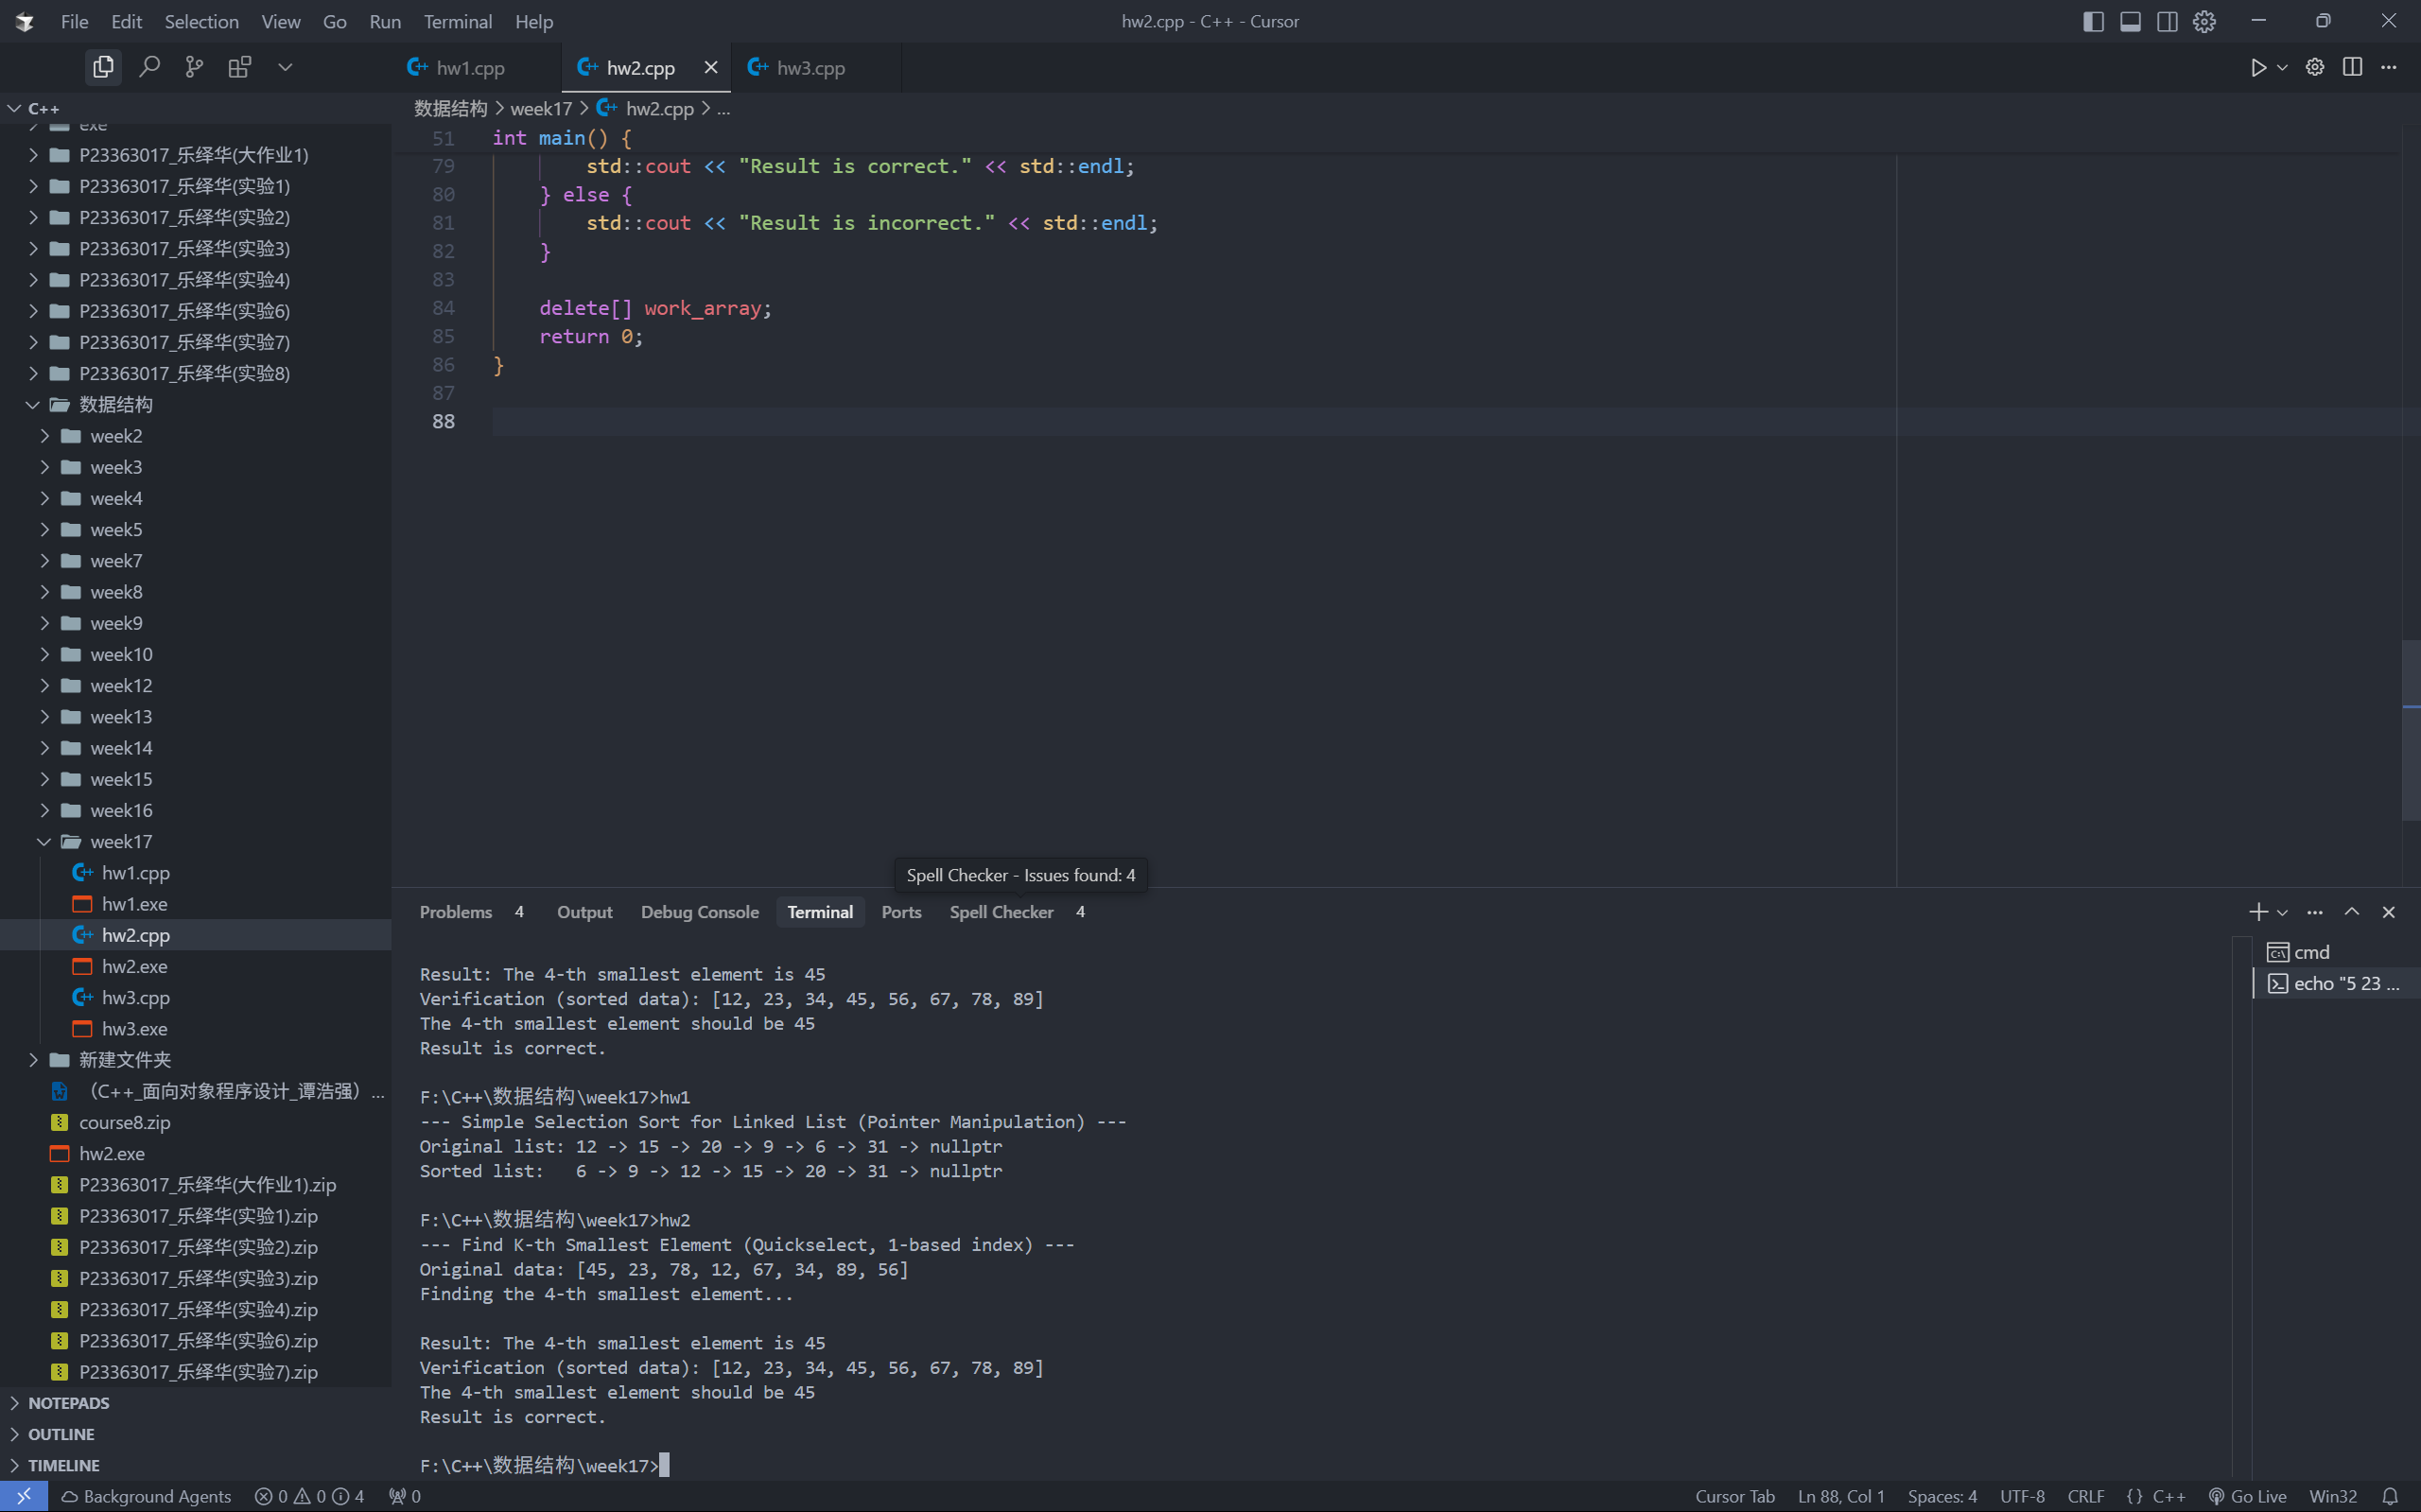 File Edit Selection View Go Run Terminal Help
hw2.cpp - C++ - Cursor
hw1.cpp
hw2.cpp
hw3.cpp
C++
exe
P23363017_乐绎华(大作业1)
P23363017_乐绎华(实验1)
P23363017_乐绎华(实验2)
P23363017_乐绎华(实验3)
P23363017_乐绎华(实验4)
P23363017_乐绎华(实验6)
P23363017_乐绎华(实验7)
P23363017_乐绎华(实验8)
数据结构
week2
week3
week4
week5
week7
week8
week9
week10
week12
week13
week14
week15
week16
week17
hw1.cpp
hw1.exe
hw2.cpp
hw2.exe
hw3.cpp
hw3.exe
新建文件夹
（C++_面向对象程序设计_谭浩强）...
course8.zip
hw2.exe
P23363017_乐绎华(大作业1).zip
P23363017_乐绎华(实验1).zip
P23363017_乐绎华(实验2).zip
P23363017_乐绎华(实验3).zip
P23363017_乐绎华(实验4).zip
P23363017_乐绎华(实验6).zip
P23363017_乐绎华(实验7).zip
NOTEPADS
OUTLINE
TIMELINE
数据结构 > week17 > hw2.cpp > ...
51 int main() {
79 std::cout << "Result is correct." << std::endl;
80 } else {
81 std::cout << "Result is incorrect." << std::endl;
82 }
83
84 delete[] work_array;
85 return 0;
86 }
87
88
Spell Checker - Issues found: 4
Problems 4 Output Debug Console Terminal Ports Spell Checker 4
cmd
echo "5 23 ...
Result: The 4-th smallest element is 45
Verification (sorted data): [12, 23, 34, 45, 56, 67, 78, 89]
The 4-th smallest element should be 45
Result is correct.
F:\C++\数据结构\week17>hw1
--- Simple Selection Sort for Linked List (Pointer Manipulation) ---
Original list: 12 -> 15 -> 20 -> 9 -> 6 -> 31 -> nullptr
Sorted list:   6 -> 9 -> 12 -> 15 -> 20 -> 31 -> nullptr
F:\C++\数据结构\week17>hw2
--- Find K-th Smallest Element (Quickselect, 1-based index) ---
Original data: [45, 23, 78, 12, 67, 34, 89, 56]
Finding the 4-th smallest element...
Result: The 4-th smallest element is 45
Verification (sorted data): [12, 23, 34, 45, 56, 67, 78, 89]
The 4-th smallest element should be 45
Result is correct.
F:\C++\数据结构\week17>
Background Agents 0 0 4 0
Cursor Tab Ln 88, Col 1 Spaces: 4 UTF-8 CRLF {} C++ Go Live Win32